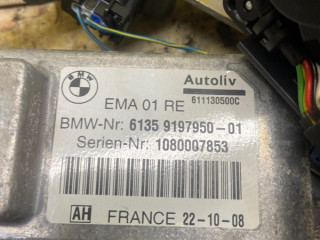 BMW
Autoliv
611130500C
EMA 01 RE
BMW-Nr: 6135 9197950-01
Serien-Nr: 1080007853
AH FRANCE 22-10-08